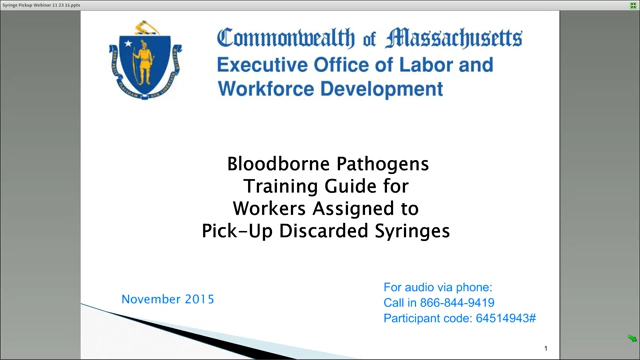 Syringe Pickup Webinar 11 23 15.pptx
Commonwealth of Massachusetts
Executive Office of Labor and
Workforce Development
Bloodborne Pathogens
Training Guide for
Workers Assigned to
Pick-Up Discarded Syringes
November 2015
For audio via phone:
Call in 866-844-9419
Participant code: 64514943#
1